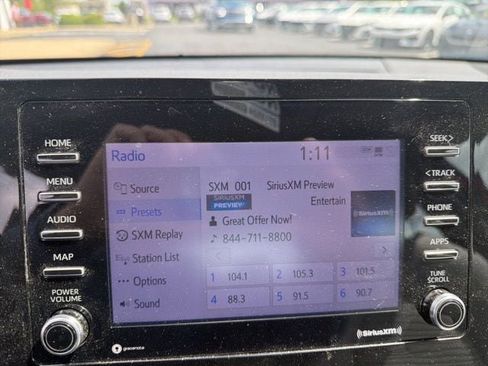 HOME
MENU
AUDIO
MAP
POWER
VOLUME
Radio
1:11
Source
Presets
SXM Replay
Station List
Options
Sound
SXM 001 SiriusXM Preview
SIRIUSXM
PREVIEW
Entertain
Great Offer Now!
844-711-8800
((SiriusXM))
1 104.1 2 105.3 3 101.5
4 88.3 5 91.5 6 90.7
SEEK>
<TRACK
PHONE
APPS
TUNE
SCROLL
gracenote
((SiriusXM))